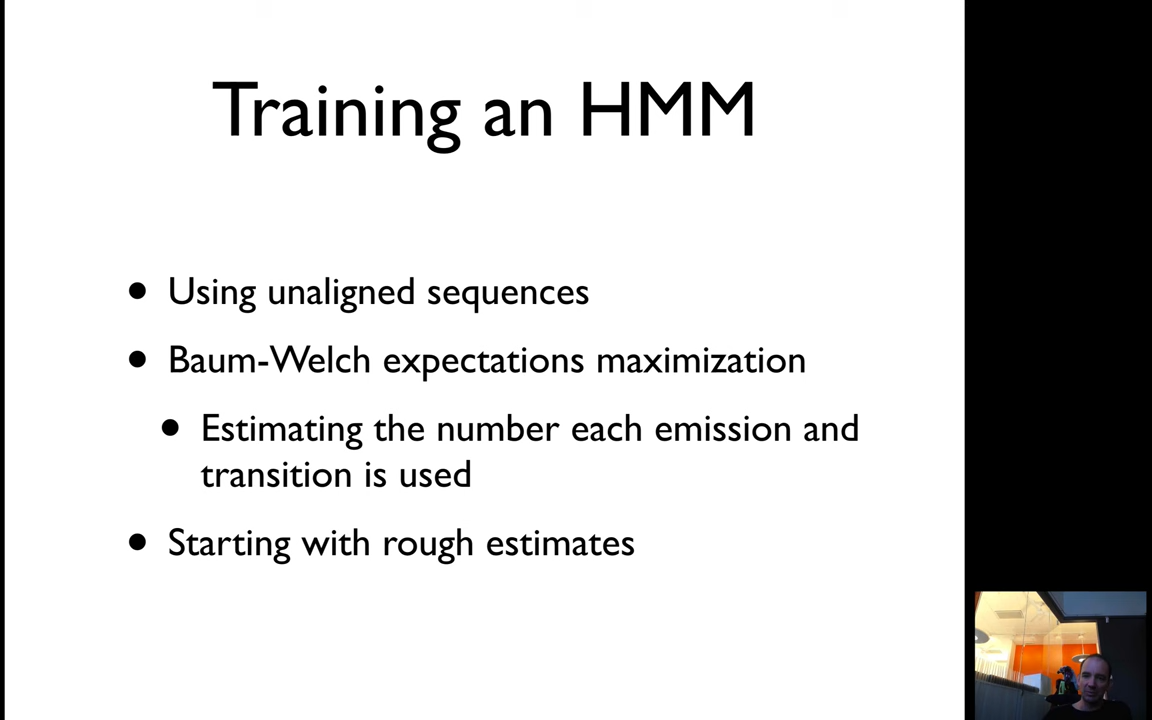 Training an HMM
• Using unaligned sequences
• Baum-Welch expectations maximization
• Estimating the number each emission and
transition is used
• Starting with rough estimates